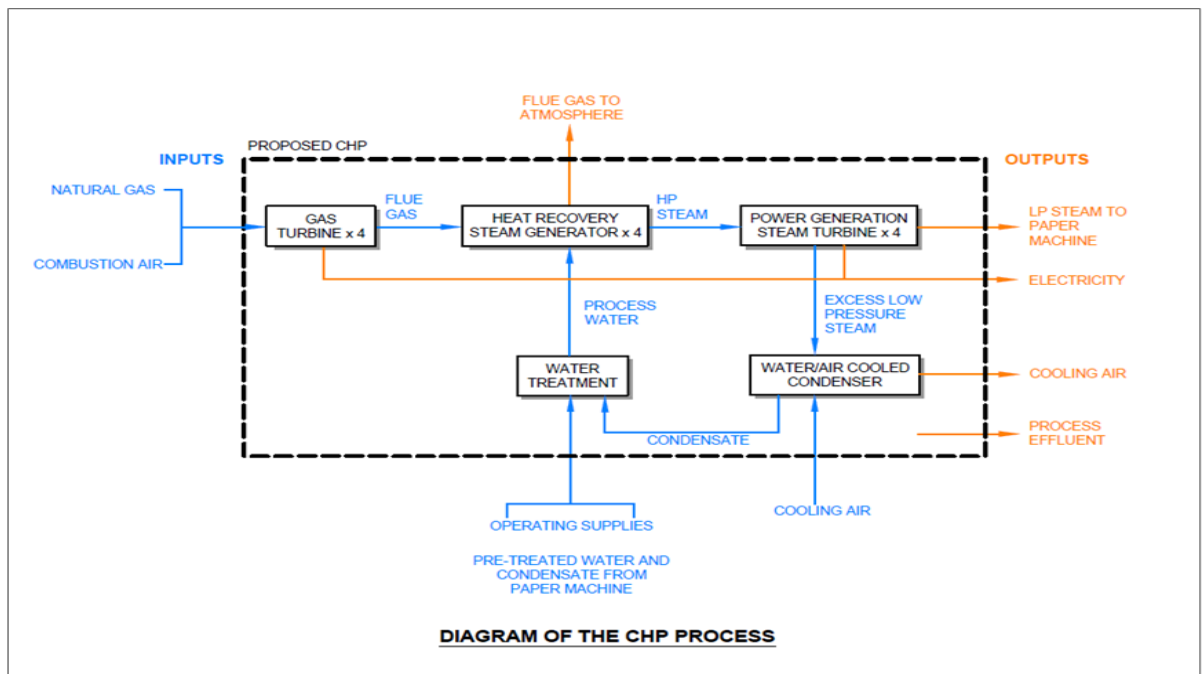 FLUE GAS TO
ATMOSPHERE
PROPOSED CHP
INPUTS
OUTPUTS
NATURAL GAS
COMBUSTION AIR
GAS
TURBINE x 4
FLUE
GAS
HEAT RECOVERY
STEAM GENERATOR x 4
HP
STEAM
POWER GENERATION
STEAM TURBINE x 4
LP STEAM TO
PAPER
MACHINE
ELECTRICITY
PROCESS
WATER
EXCESS LOW
PRESSURE
STEAM
WATER
TREATMENT
WATER/AIR COOLED
CONDENSER
COOLING AIR
CONDENSATE
PROCESS
EFFLUENT
OPERATING SUPPLIES
COOLING AIR
PRE-TREATED WATER AND
CONDENSATE FROM
PAPER MACHINE
DIAGRAM OF THE CHP PROCESS